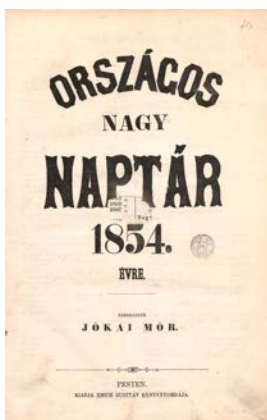 ORSZÁGOS
NAGY
NAPTÁR
1854.
ÉVRE.
JÓKAI MÓR.
PESTEN.
KIADJA EMICH GUSZTÁV KÖNYVNYOMDÁJA.